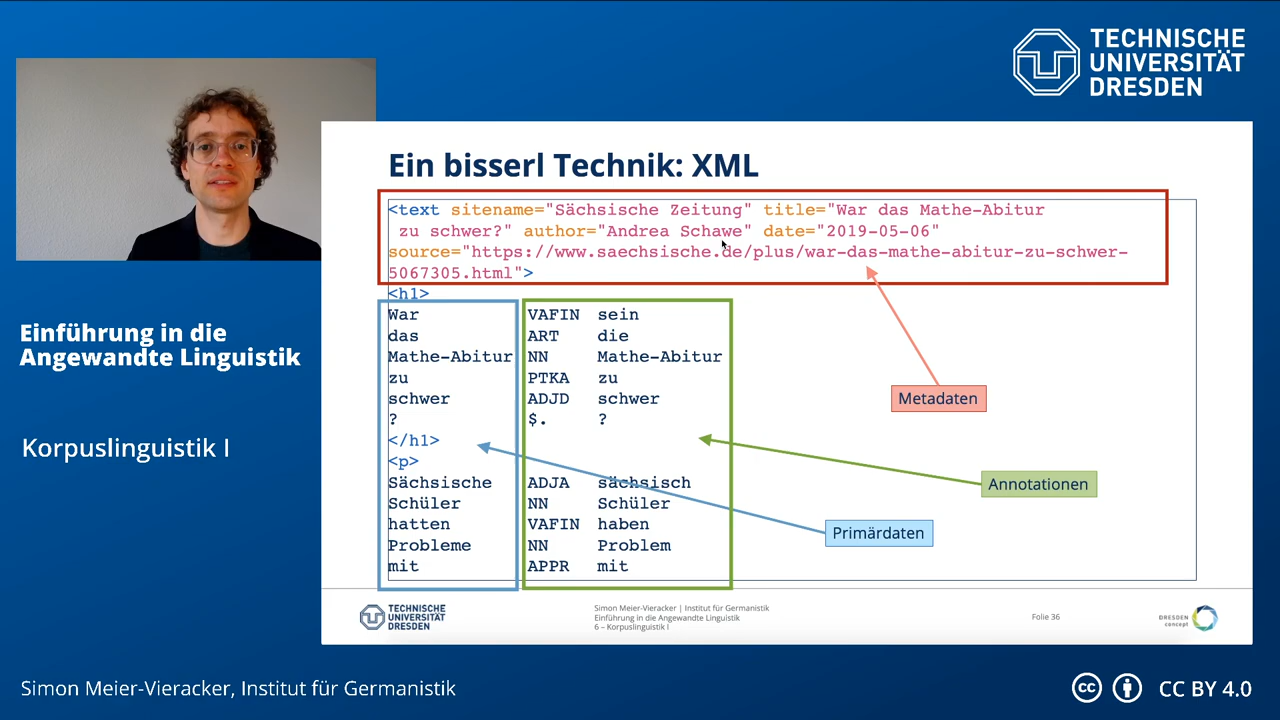 TECHNISCHE
UNIVERSITÄT
DRESDEN
Einführung in die
Angewandte Linguistik
Korpuslinguistik I
Ein bisserl Technik: XML
<text sitename="Sächsische Zeitung" title="War das Mathe-Abitur
zu schwer?" author="Andrea Schawe" date="2019-05-06"
source="https://www.saechsische.de/plus/war-das-mathe-abitur-zu-schwer-
5067305.html">
<h1>
War VAFIN sein
das ART die
Mathe-Abitur NN Mathe-Abitur
zu PTKA zu
schwer ADJD schwer
? $. ?
</h1>
<p>
Sächsische ADJA sächsisch
Schüler NN Schüler
hatten VAFIN haben
Probleme NN Problem
mit APPR mit
Metadaten
Annotationen
Primärdaten
TECHNISCHE
UNIVERSITÄT
DRESDEN
Simon Meier-Vieracker | Institut für Germanistik
Einführung in die Angewandte Linguistik
6 – Korpuslinguistik I
Folie 36
DRESDEN
concept
Simon Meier-Vieracker, Institut für Germanistik
cc CC BY 4.0